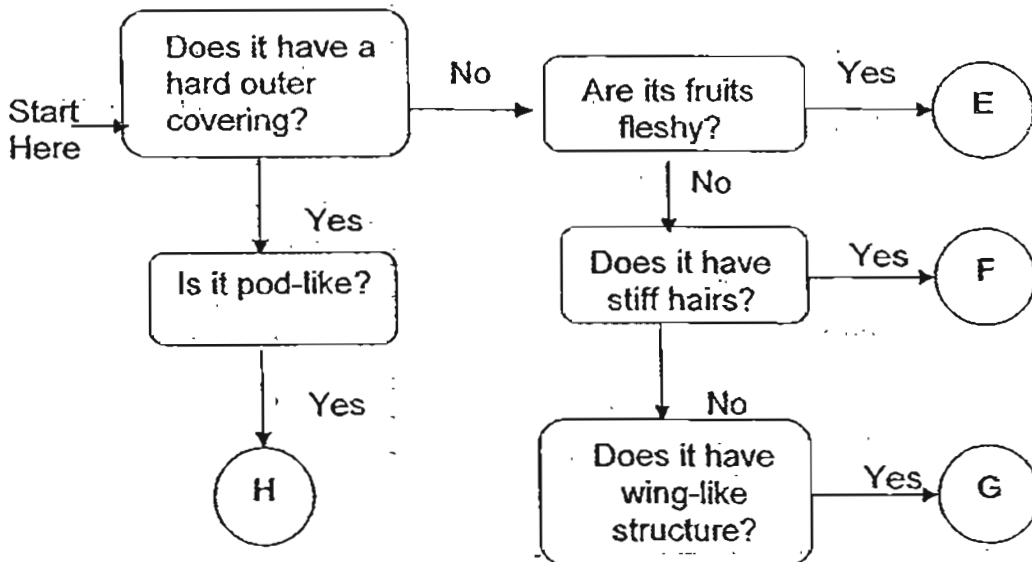 Start
Here
Does it have a
hard outer
covering?
No
Are its fruits
fleshy?
Yes
E
Yes
No
Is it pod-like?
Does it have
stiff hairs?
Yes
F
Yes
No
H
Does it have
wing-like
structure?
Yes
G